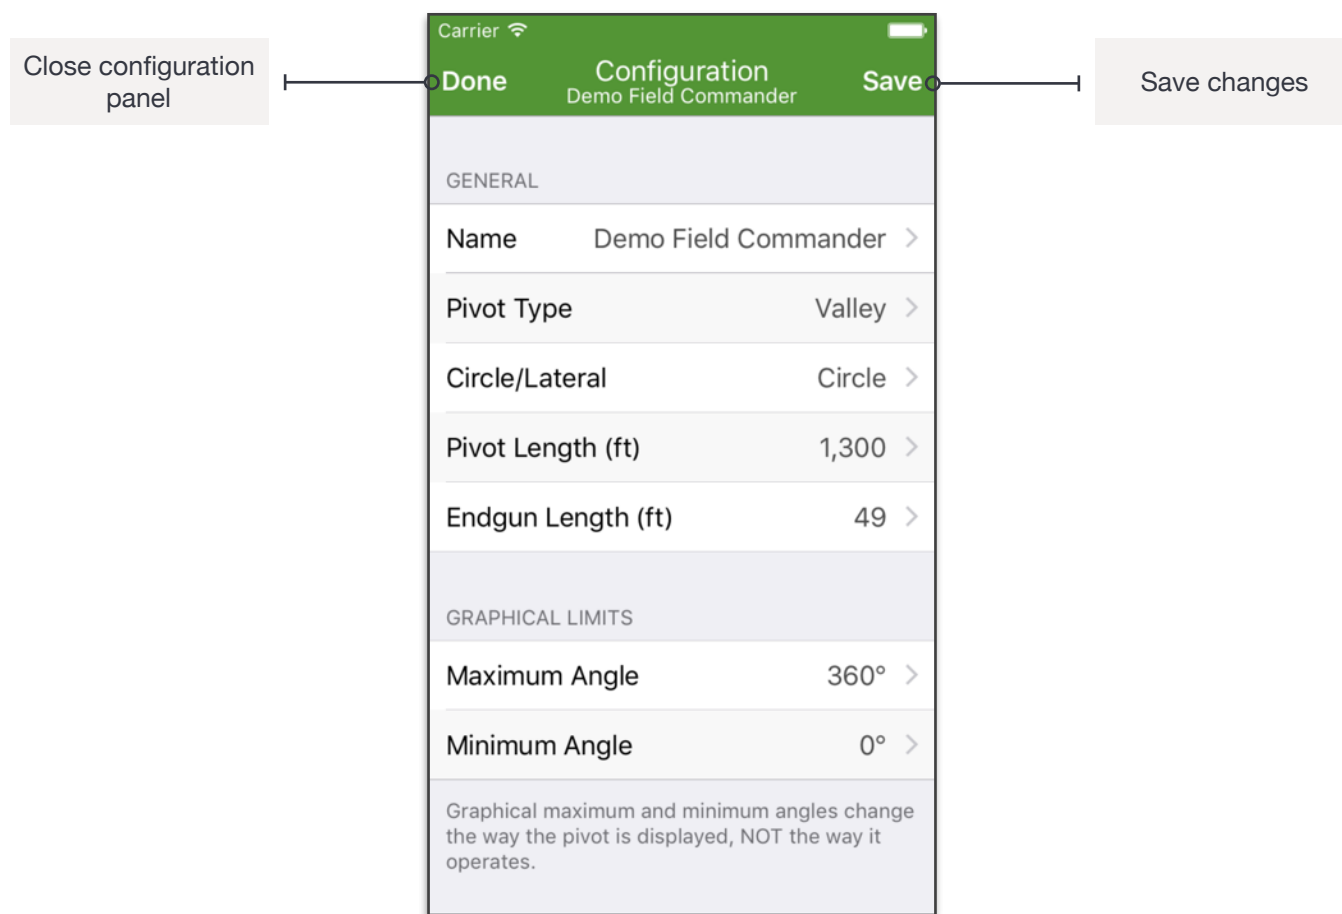 Carrier
Close configuration
panel
Done
Configuration
Demo Field Commander
Save
Save changes
GENERAL
Name Demo Field Commander
Pivot Type Valley
Circle/Lateral Circle
Pivot Length (ft) 1,300
Endgun Length (ft) 49
GRAPHICAL LIMITS
Maximum Angle 360°
Minimum Angle 0°
Graphical maximum and minimum angles change
the way the pivot is displayed, NOT the way it
operates.